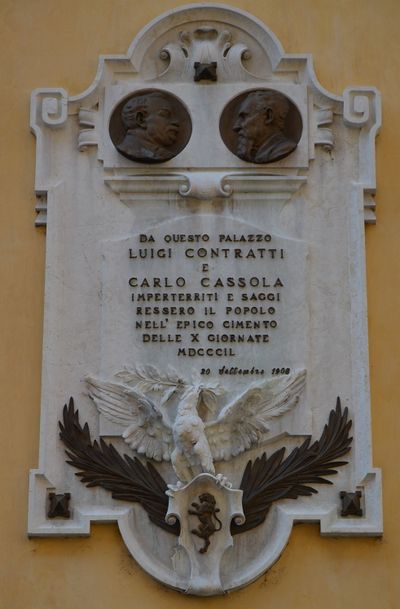 DA QUESTO PALAZZO
LUIGI CONTRATTI
E
CARLO CASSOLA
IMPERTERRITI E SAGGI
RESSERO IL POPOLO
NELL' EPICO CIMENTO
DELLE X GIORNATE
MDCCCIL
20 Settembre 1908